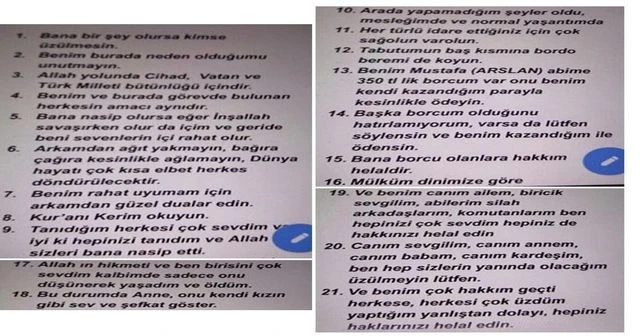 1. Bana bir şey olursa kimse
üzülmesin.
2. Benim burada neden olduğumu
unutmayın.
3. Allah yolunda Cihad, Vatan ve
Türk Milleti bütünlüğü içindir.
4. Benim ve burada görevde bulunan
herkesin amacı aynıdır.
5. Bana nasip olursa eğer İnşallah
savaşırken olur da içim ve geride
beni sevenlerin içi rahat olur.
6. Arkamdan ağıt yakmayın, bağıra
çağıra kesinlikle ağlamayın, Dünya
hayatı çok kısa elbet herkes
döndürülecektir.
7. Benim rahat uyumam için
arkamdan güzel dualar edin.
8. Kur'anı Kerim okuyun.
9. Tanıdığım herkesi çok sevdim ve
iyi ki hepinizi tanıdım ve Allah
sizleri bana nasip etti.
17. Allah ın hikmeti ve ben birisini çok
sevdim kalbimde sadece onu
düşünerek yaşadım ve öldüm.
18. Bu durumda Anne, onu kendi kızın
gibi sev ve şefkat göster.
10. Arada yapamadığım şeyler oldu,
mesleğimde ve normal yaşantımda
11. Her türlü idare ettiğiniz için çok
sağolun varolun
12. Tabutumun baş kısmına bordo
beremi de koyun.
13. Benim Mustafa (ARSLAN) abime
350 tl lik borcum var onu benim
kendi kazandığım parayla
kesinlikle ödeyin.
14. Başka borcum olduğunu
hatırlamıyorum, varsa da lütfen
söylensin ve benim kazandığım ile
ödensin.
15. Bana borcu olanlara hakkım
helaldir.
16. Mülküm dinimize göre
19. Ve benim canım ailem, biricik
sevgilim, abilerim silah
arkadaşlarım, komutanlarım ben
hepinizi çok sevdim hepiniz de
hakkınızı helal edin
20. Canım sevgilim, canım annem,
canım babam, canım kardeşim,
ben hep sizlerin yanında olacağım
üzülmeyin lütfen.
21. Ve benim çok hakkım geçti
herkese, herkesi çok üzdüm
yaptığım yanlıştan dolayı, hepiniz
haklarınızı helal edin.